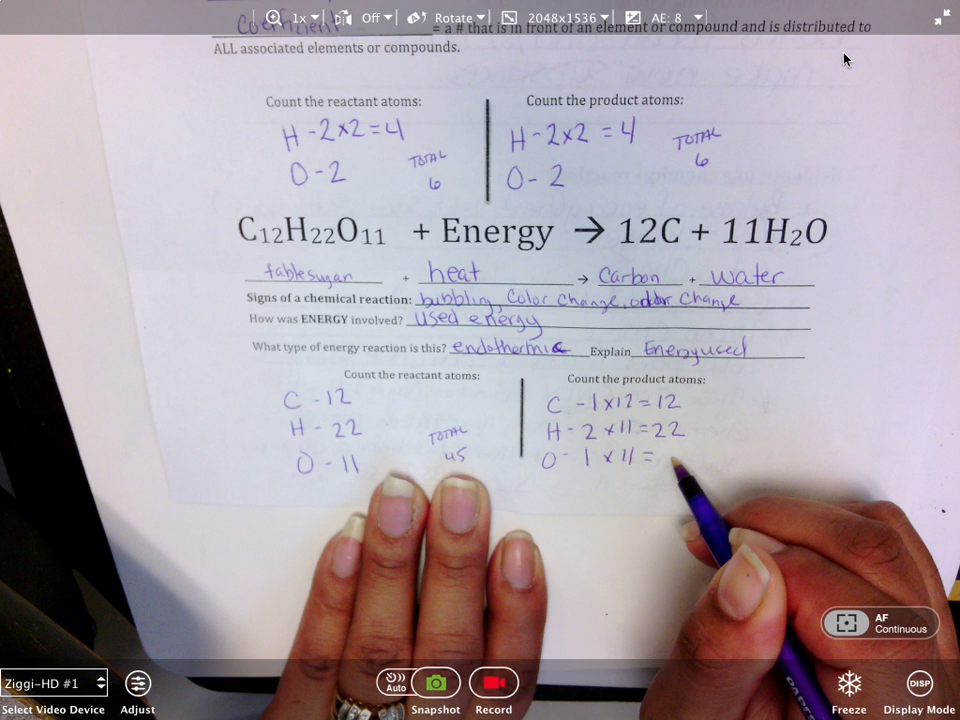 1x Off Rotate 2048x1536 AE: 8
Coefficient = a # that is in front of an element or compound and is distributed to
ALL associated elements or compounds.
Count the reactant atoms: Count the product atoms:
H - 2x2 = 4 H - 2x2 = 4
O - 2 TOTAL 6 O - 2 TOTAL 6
C12H22O11 + Energy → 12C + 11H2O
tablesugar + heat → Carbon + water
Signs of a chemical reaction: bubbling, Color change, odor change
How was ENERGY involved? used energy
What type of energy reaction is this? endothermic Explain Energy used
Count the reactant atoms: Count the product atoms:
C - 12 C - 1x12 = 12
H - 22 H - 2 x 11 = 22
O - 11 TOTAL 45 O - 1 x 11 =
AF
Continuous
Ziggi-HD #1 Auto DISP
Select Video Device Adjust Snapshot Record Freeze Display Mode